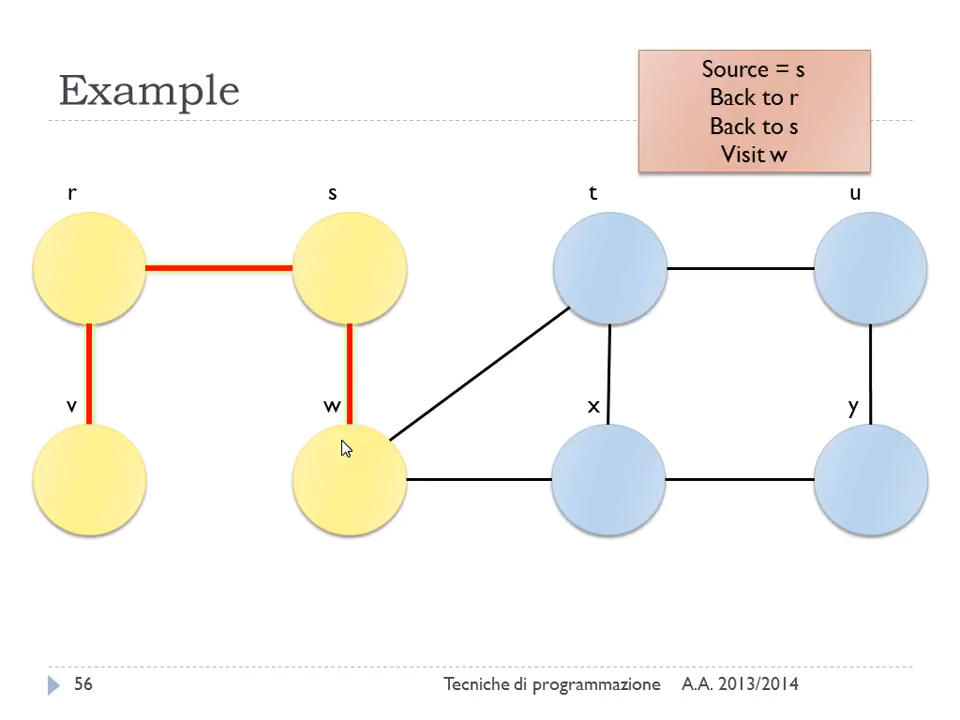 Example
Source = s
Back to r
Back to s
Visit w
r s t u
v w x y
56 Tecniche di programmazione A.A. 2013/2014